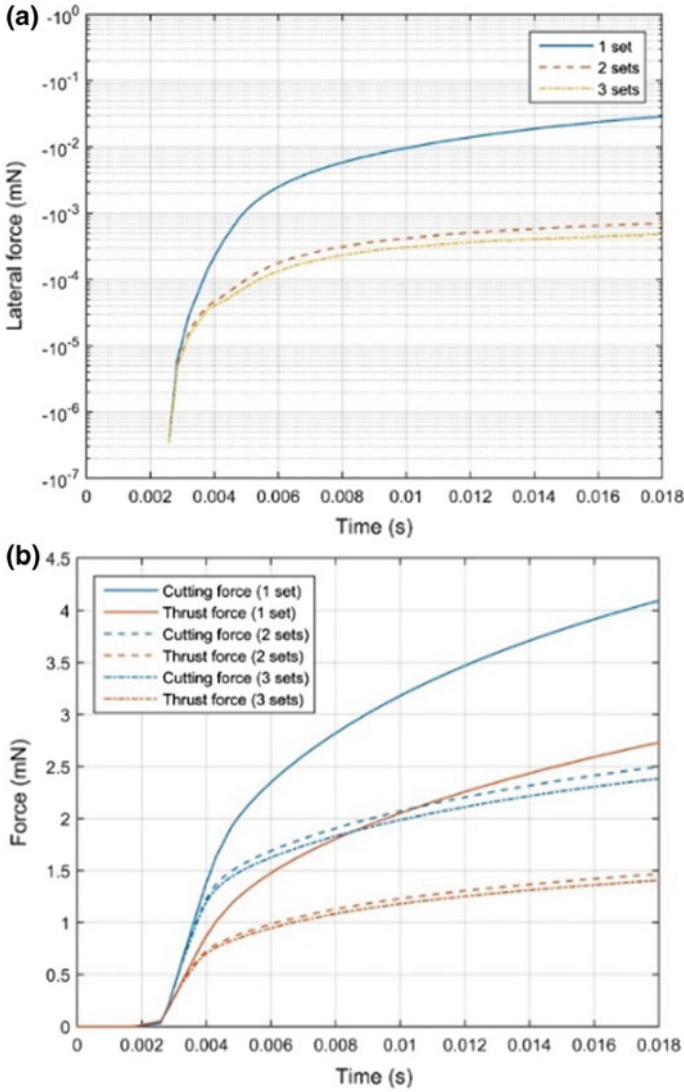 (a)
-10⁰
-10⁻¹
-10⁻²
-10⁻³
-10⁻⁴
-10⁻⁵
-10⁻⁶
-10⁻⁷
Lateral force (mN)
1 set
2 sets
3 sets
0 0.002 0.004 0.006 0.008 0.01 0.012 0.014 0.016 0.018
Time (s)
(b)
4.5
4
3.5
3
2.5
2
1.5
1
0.5
0
Force (mN)
Cutting force (1 set)
Thrust force (1 set)
Cutting force (2 sets)
Thrust force (2 sets)
Cutting force (3 sets)
Thrust force (3 sets)
0 0.002 0.004 0.006 0.008 0.01 0.012 0.014 0.016 0.018
Time (s)